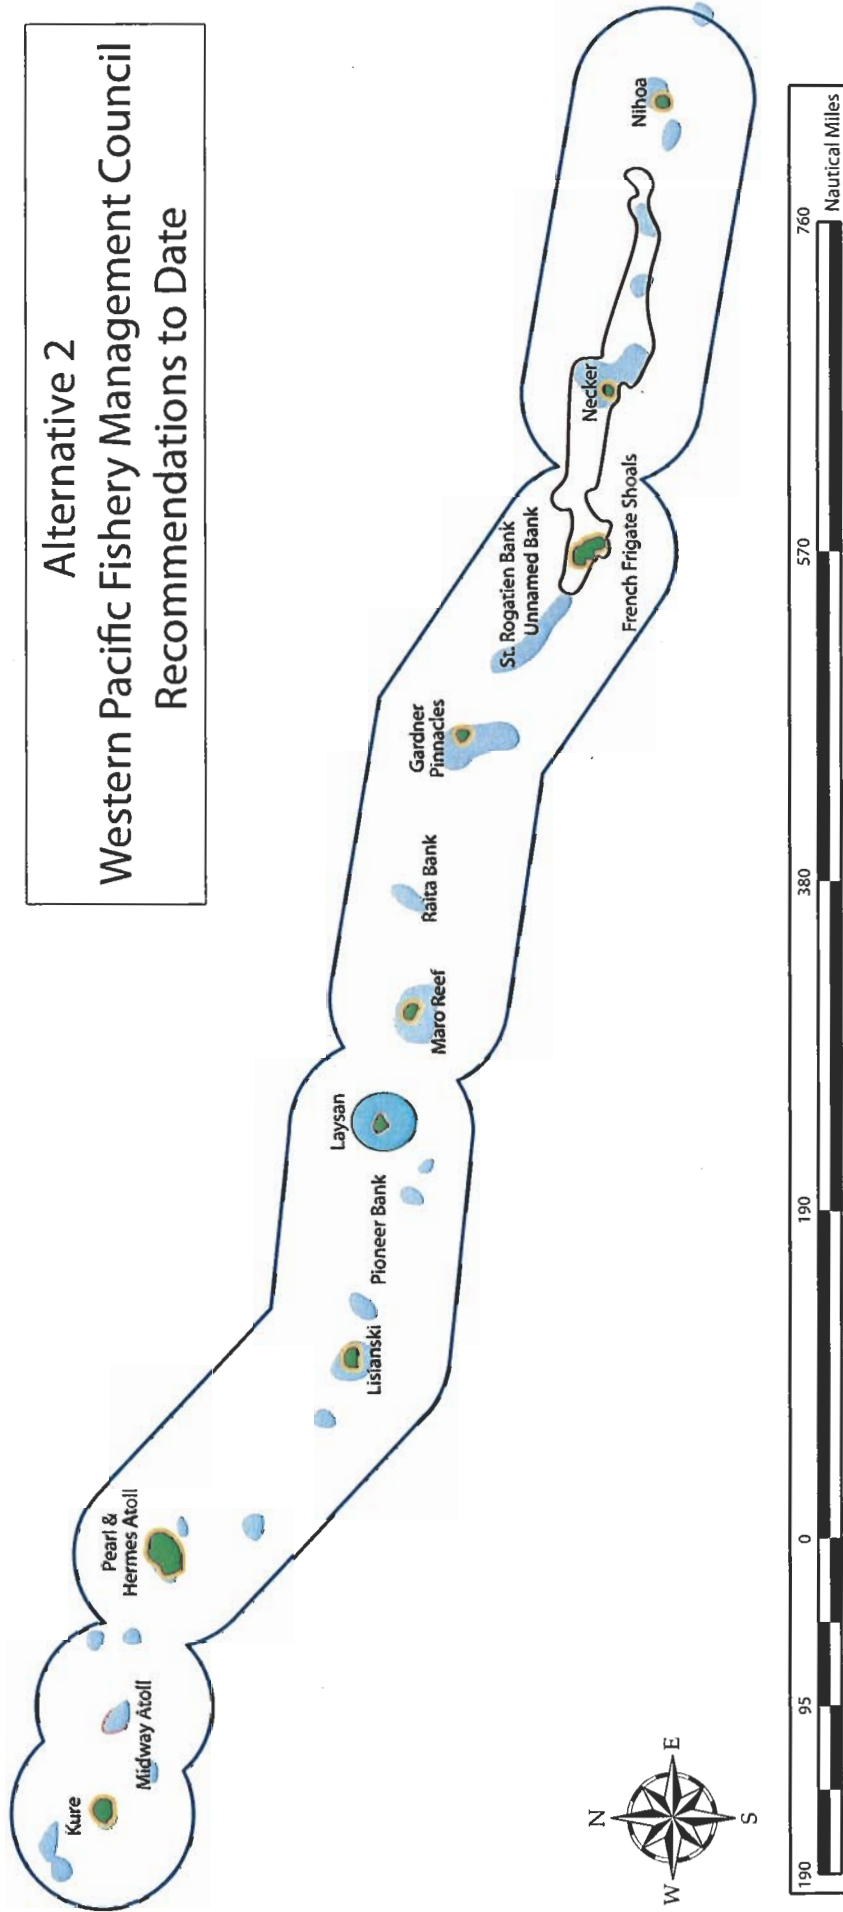 Alternative 2
Western Pacific Fishery Management Council
Recommendations to Date
Kure
Midway Atoll
Pearl &
Hermes Atoll
Lisianski
Pioneer Bank
Laysan
Maro Reef
Raita Bank
Gardner
Pinnacles
St. Rogatien Bank
Unnamed Bank
French Frigate Shoals
Necker
Nihoa
N
W
E
S
190
95
0
190
380
570
760
Nautical Miles